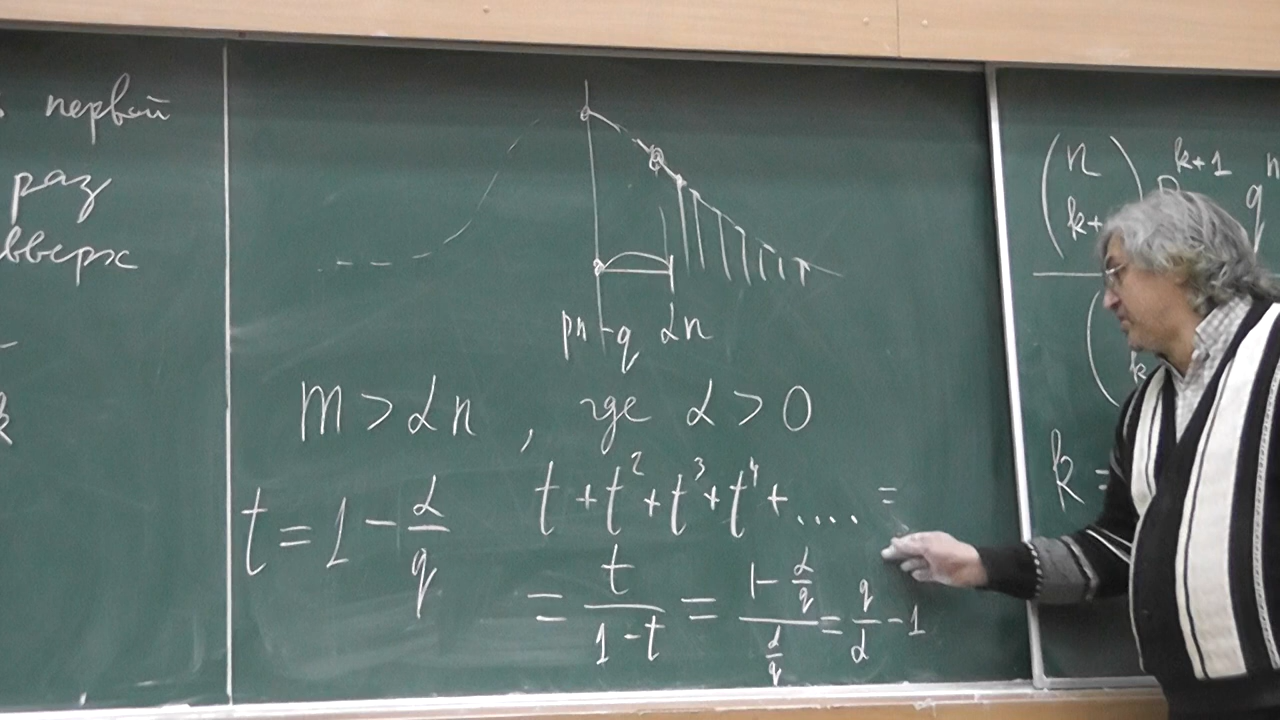 первой
раз
вверх
k
pn - q αn
m > αn , где α > 0
t = 1 - α/q
t + t² + t³ + t⁴ + .... =
= t/(1-t) = (1 - α/q)/(α/q) = q/α - 1
n k+1 n
k+ q
k
k =